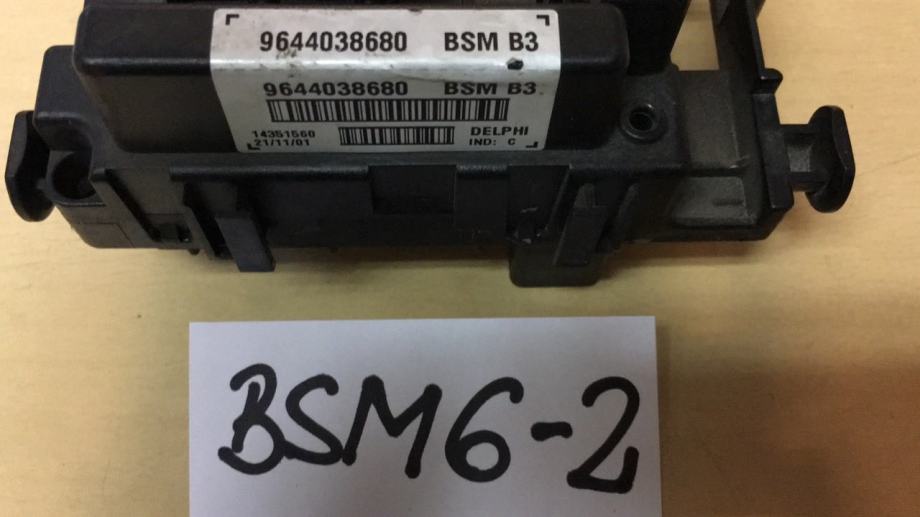 9644038680 BSM B3
9644038680 BSM B3
14351560 DELPHI
21/11/01 IND: C
BSM6-2